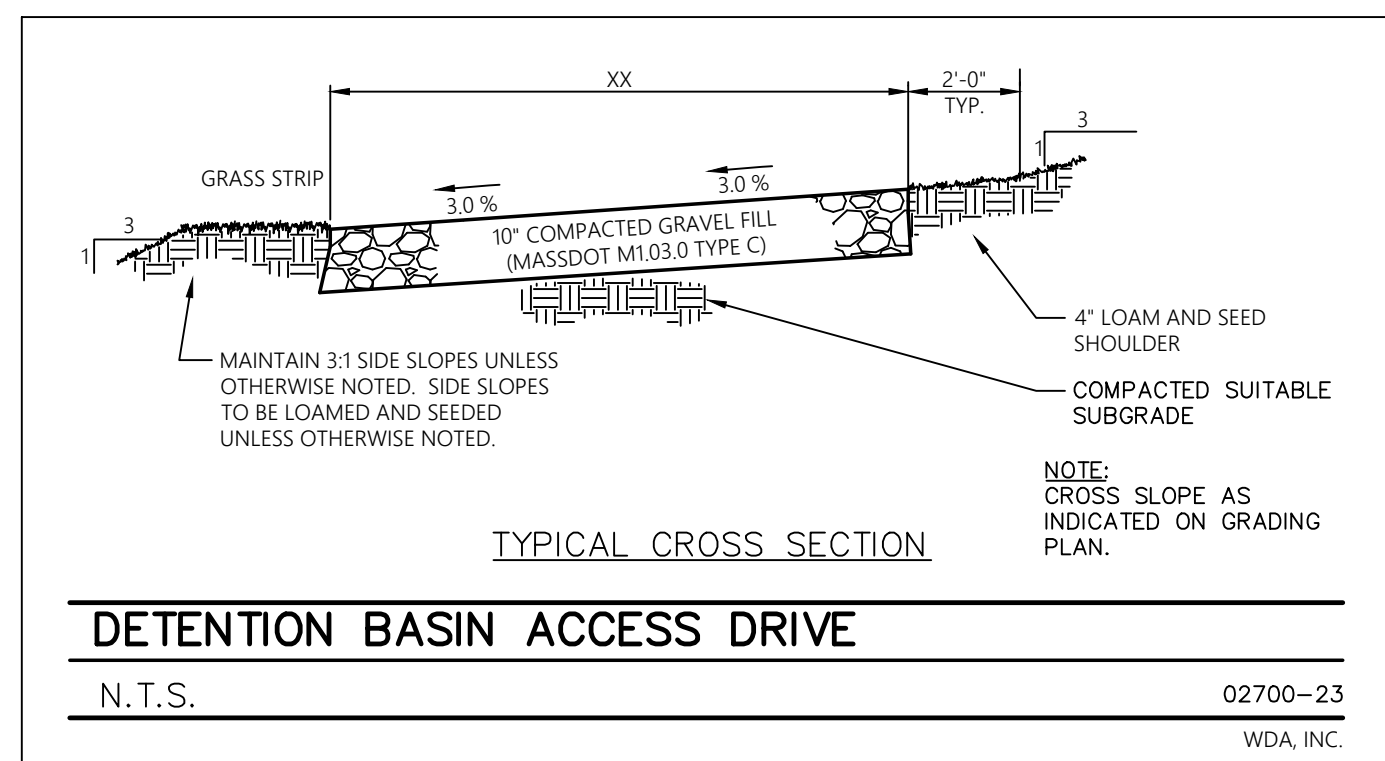 XX
2'-0"
TYP.
3
1
GRASS STRIP
3.0 %
3.0 %
3
1
10" COMPACTED GRAVEL FILL
(MASSDOT M1.03.0 TYPE C)
MAINTAIN 3:1 SIDE SLOPES UNLESS
OTHERWISE NOTED. SIDE SLOPES
TO BE LOAMED AND SEEDED
UNLESS OTHERWISE NOTED.
4" LOAM AND SEED
SHOULDER
COMPACTED SUITABLE
SUBGRADE
NOTE:
CROSS SLOPE AS
INDICATED ON GRADING
PLAN.
TYPICAL CROSS SECTION
DETENTION BASIN ACCESS DRIVE
N.T.S.
02700-23
WDA, INC.